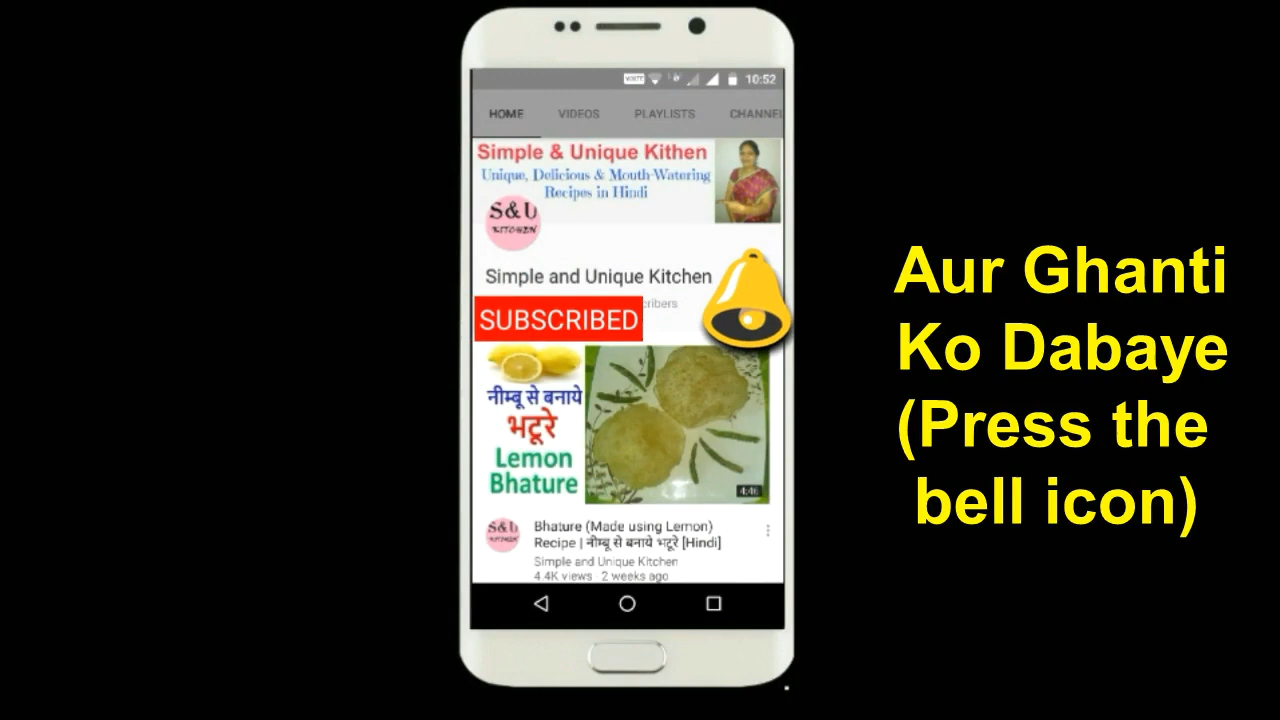 VoLTE
10:52
HOME VIDEOS PLAYLISTS CHANNEL
Simple & Unique Kithen
Unique, Delicious & Mouth-Watering
Recipes in Hindi
S&U
KITCHEN
Simple and Unique Kitchen
cribers
SUBSCRIBED
नीम्बू से बनाये
भटूरे
Lemon
Bhature
4:46
S&U
KITCHEN
Bhature (Made using Lemon)
Recipe | नीम्बू से बनाये भटूरे [Hindi]
Simple and Unique Kitchen
4.4K views · 2 weeks ago
Aur Ghanti
Ko Dabaye
(Press the
bell icon)